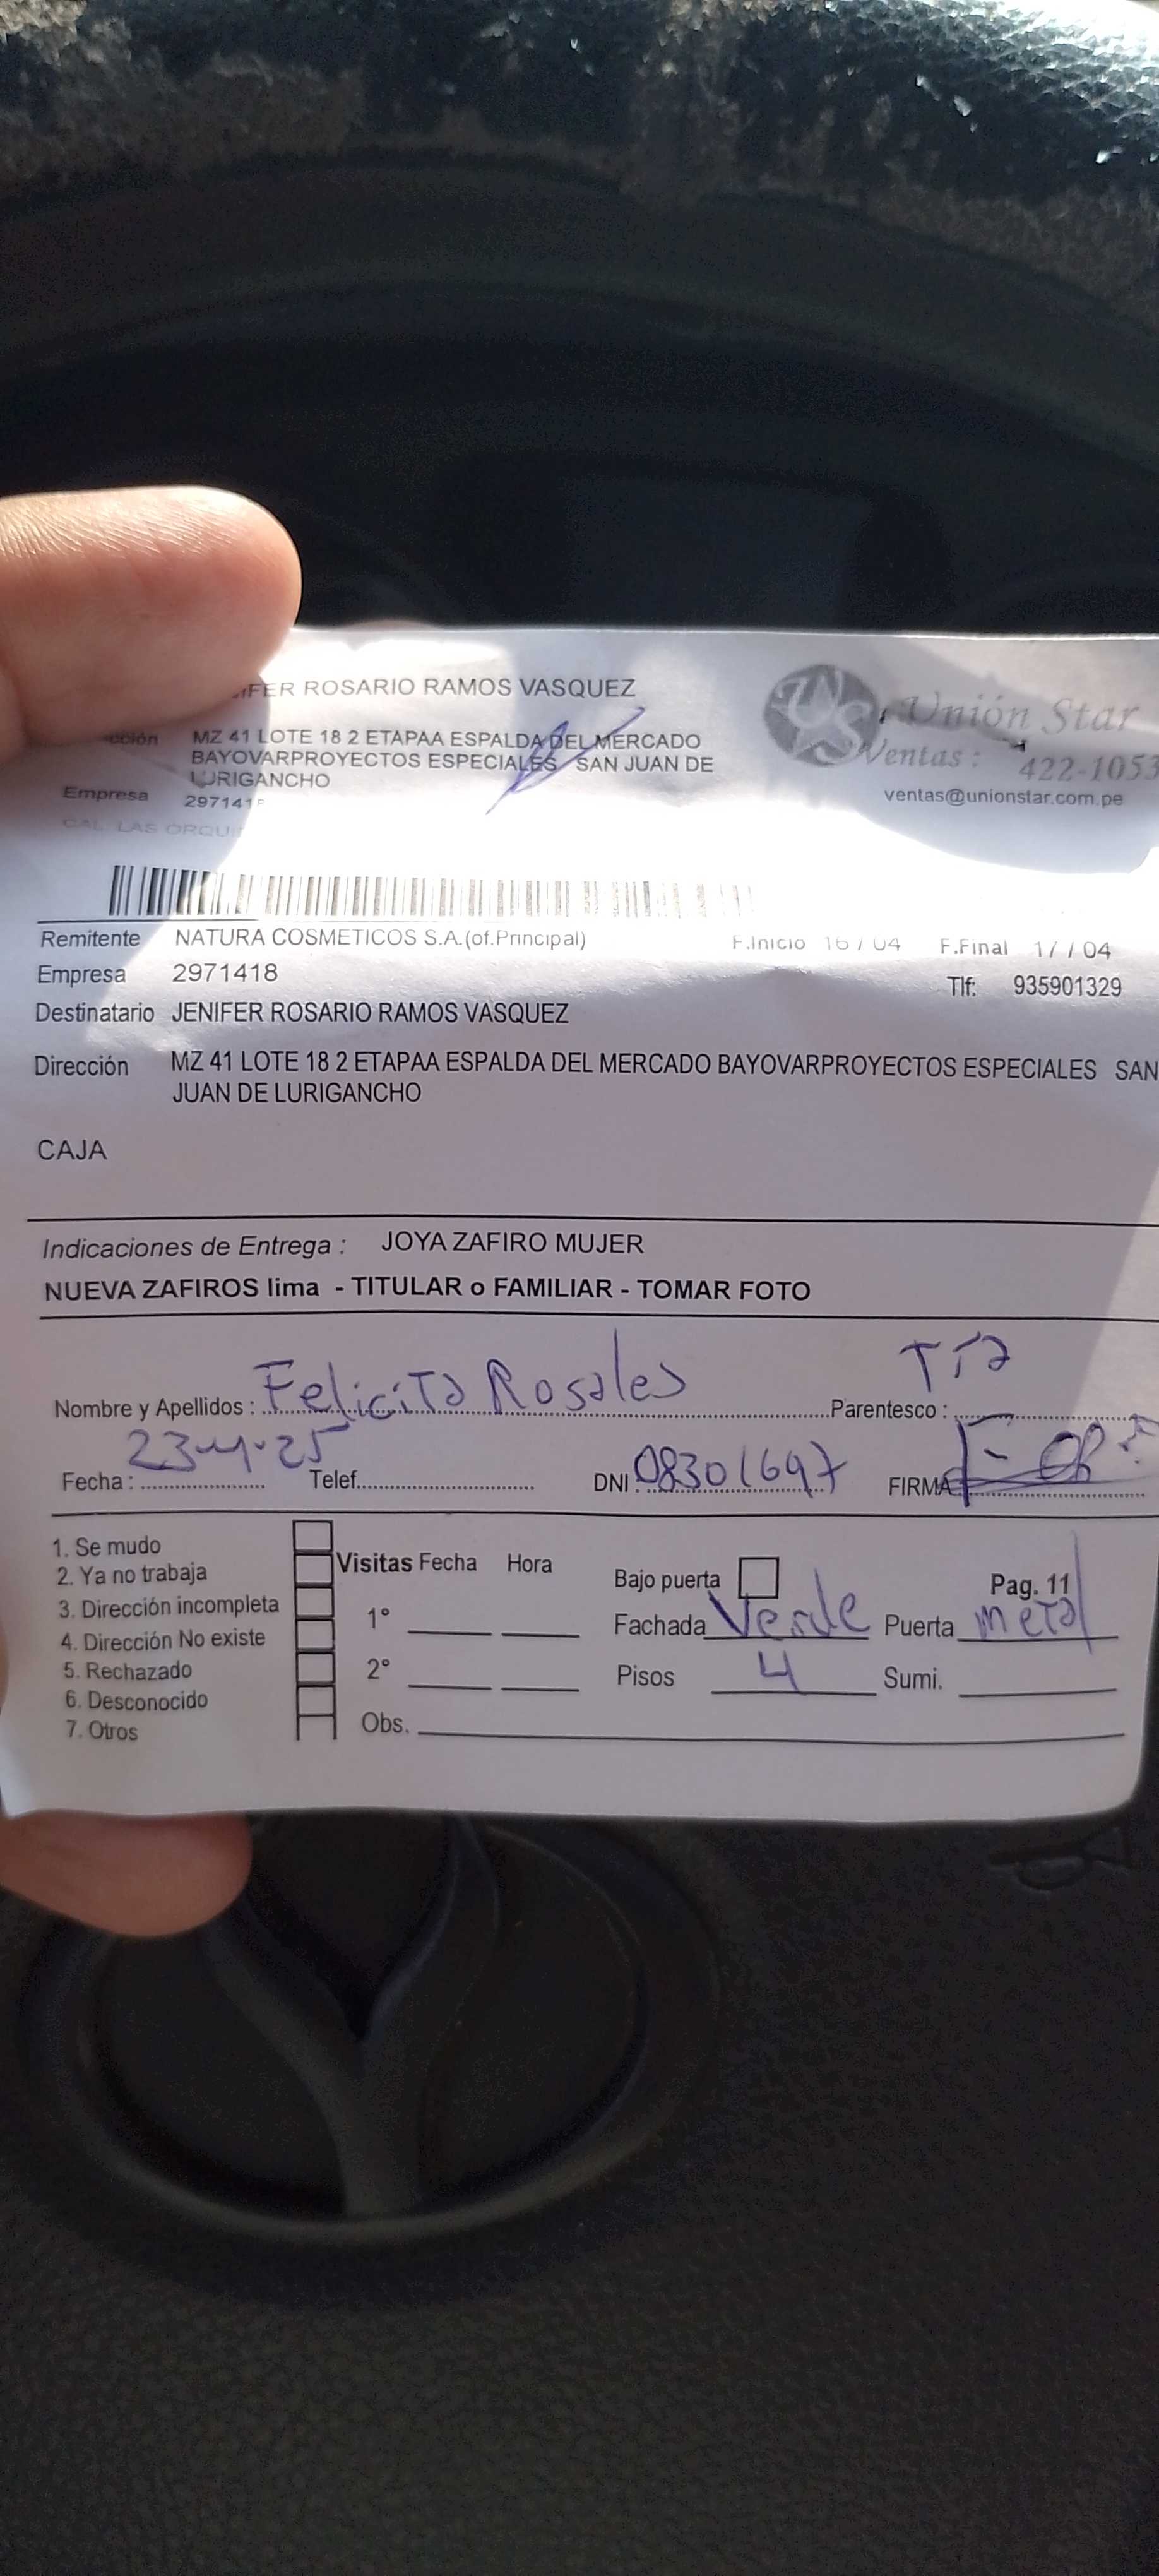 ROSARIO RAMOS VASQUEZ
Unión Star
MZ 41 LOTE 18 2 ETAPAA ESPALDA DEL MERCADO
BAYOVARPROYECTOS ESPECIALES SAN JUAN DE
LURIGANCHO
Ventas : 422-1053
Empresa
ventas@unionstar.com.pe
Remitente NATURA COSMETICOS S.A.(of.Principal) F.Inicio 16 / 04 F.Final 17 / 04
Empresa 2971418 Tlf: 935901329
Destinatario JENIFER ROSARIO RAMOS VASQUEZ
Dirección MZ 41 LOTE 18 2 ETAPAA ESPALDA DEL MERCADO BAYOVARPROYECTOS ESPECIALES SAN
JUAN DE LURIGANCHO
CAJA
Indicaciones de Entrega : JOYA ZAFIRO MUJER
NUEVA ZAFIROS lima - TITULAR o FAMILIAR - TOMAR FOTO
Nombre y Apellidos : Felicita Rosales Parentesco : Tía
Fecha : 23-4-25 Telef. DNI 08301697 FIRMA
1. Se mudo
2. Ya no trabaja
3. Dirección incompleta
4. Dirección No existe
5. Rechazado
6. Desconocido
7. Otros
Visitas Fecha Hora
1°
2°
Obs.
Bajo puerta Pag. 11
Fachada Verde Puerta metal
Pisos 4 Sumi.